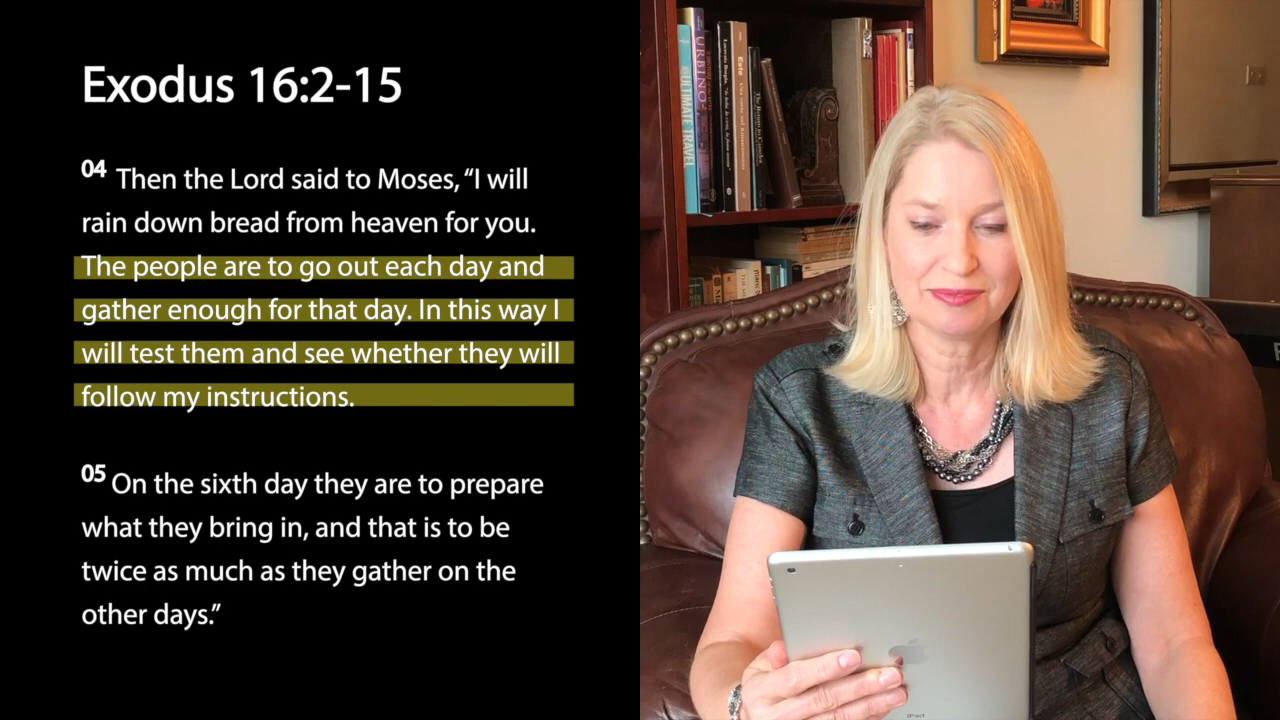 Exodus 16:2-15
04 Then the Lord said to Moses, “I will
rain down bread from heaven for you.
The people are to go out each day and
gather enough for that day. In this way I
will test them and see whether they will
follow my instructions.
05 On the sixth day they are to prepare
what they bring in, and that is to be
twice as much as they gather on the
other days.”
ULTIMATE TRAVEL
URBINO
Este
iPad